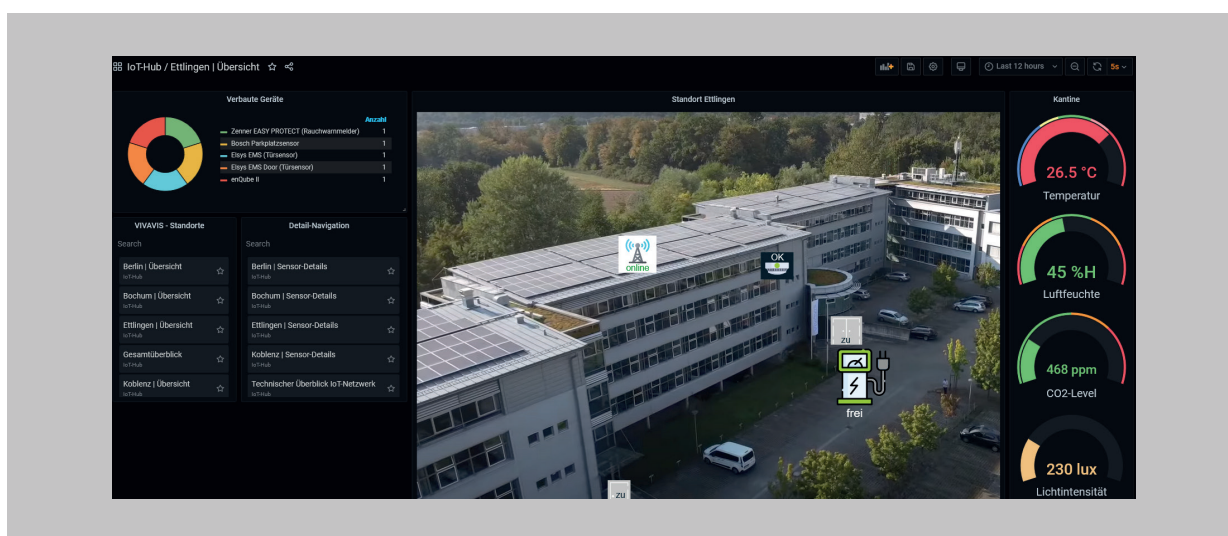 IoT-Hub / Ettlingen | Übersicht
Last 12 hours
5s
Verbaute Geräte
Anzahl
Zenner EASY PROTECT (Rauchwarnmelder) 1
Bosch Parkplatzsensor 1
Elsys EMS (Türsensor) 1
Elsys EMS Door (Türsensor) 1
enQube II 1
VIVAVIS - Standorte
Search
Berlin | Übersicht
IoT-Hub
Bochum | Übersicht
IoT-Hub
Ettlingen | Übersicht
IoT-Hub
Gesamtüberblick
IoT-Hub
Koblenz | Übersicht
IoT-Hub
Detail-Navigation
Search
Berlin | Sensor-Details
IoT-Hub
Bochum | Sensor-Details
IoT-Hub
Ettlingen | Sensor-Details
IoT-Hub
Koblenz | Sensor-Details
IoT-Hub
Technischer Überblick IoT-Netzwerk
IoT-Hub
Standort Ettlingen
online
OK
zu
frei
zu
Kantine
26.5 °C
Temperatur
45 %H
Luftfeuchte
468 ppm
CO2-Level
230 lux
Lichtintensität